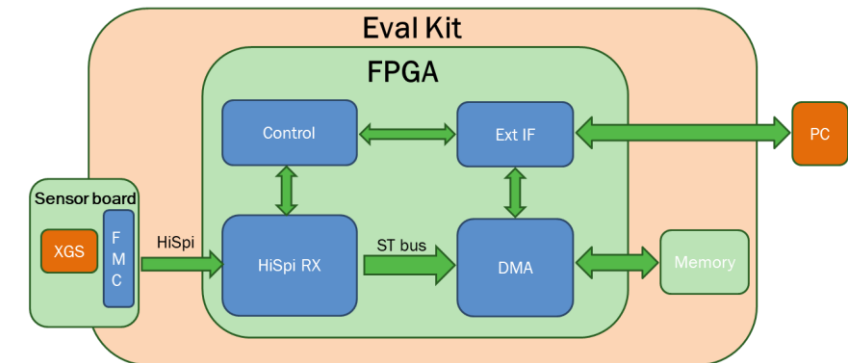 Eval Kit
FPGA
Control
Ext IF
PC
Sensor board
XGS
F
M
C
HiSpi
HiSpi RX
ST bus
DMA
Memory